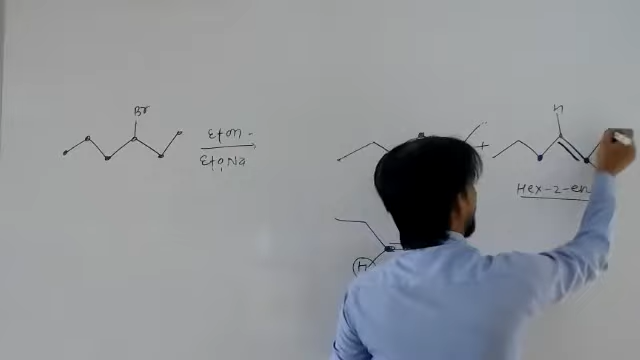 Br
EtOH
EtONa
+
H
Hex-2-en
H